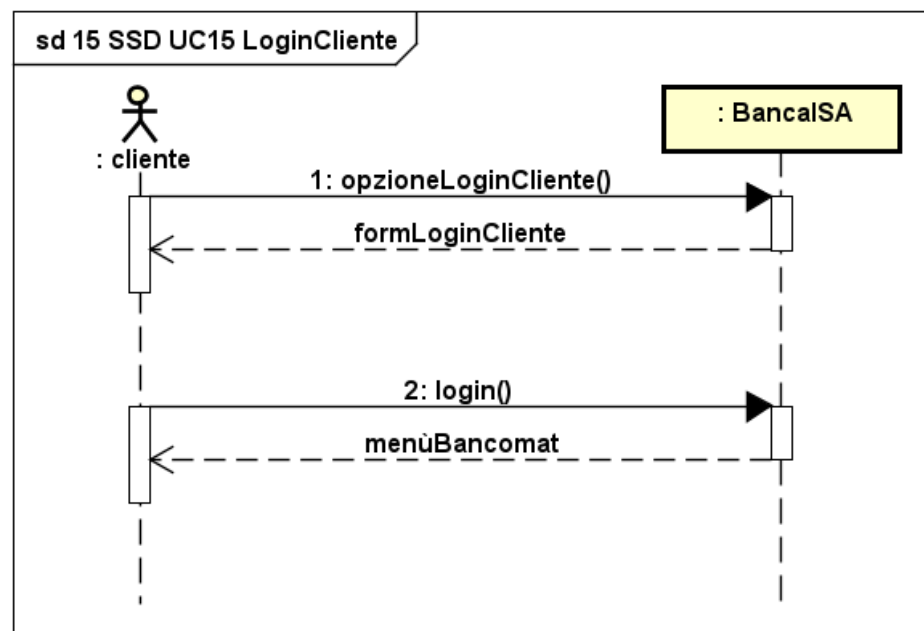 sd 15 SSD UC15 LoginCliente
: cliente
: BancaISA
1: opzioneLoginCliente()
formLoginCliente
2: login()
menùBancomat